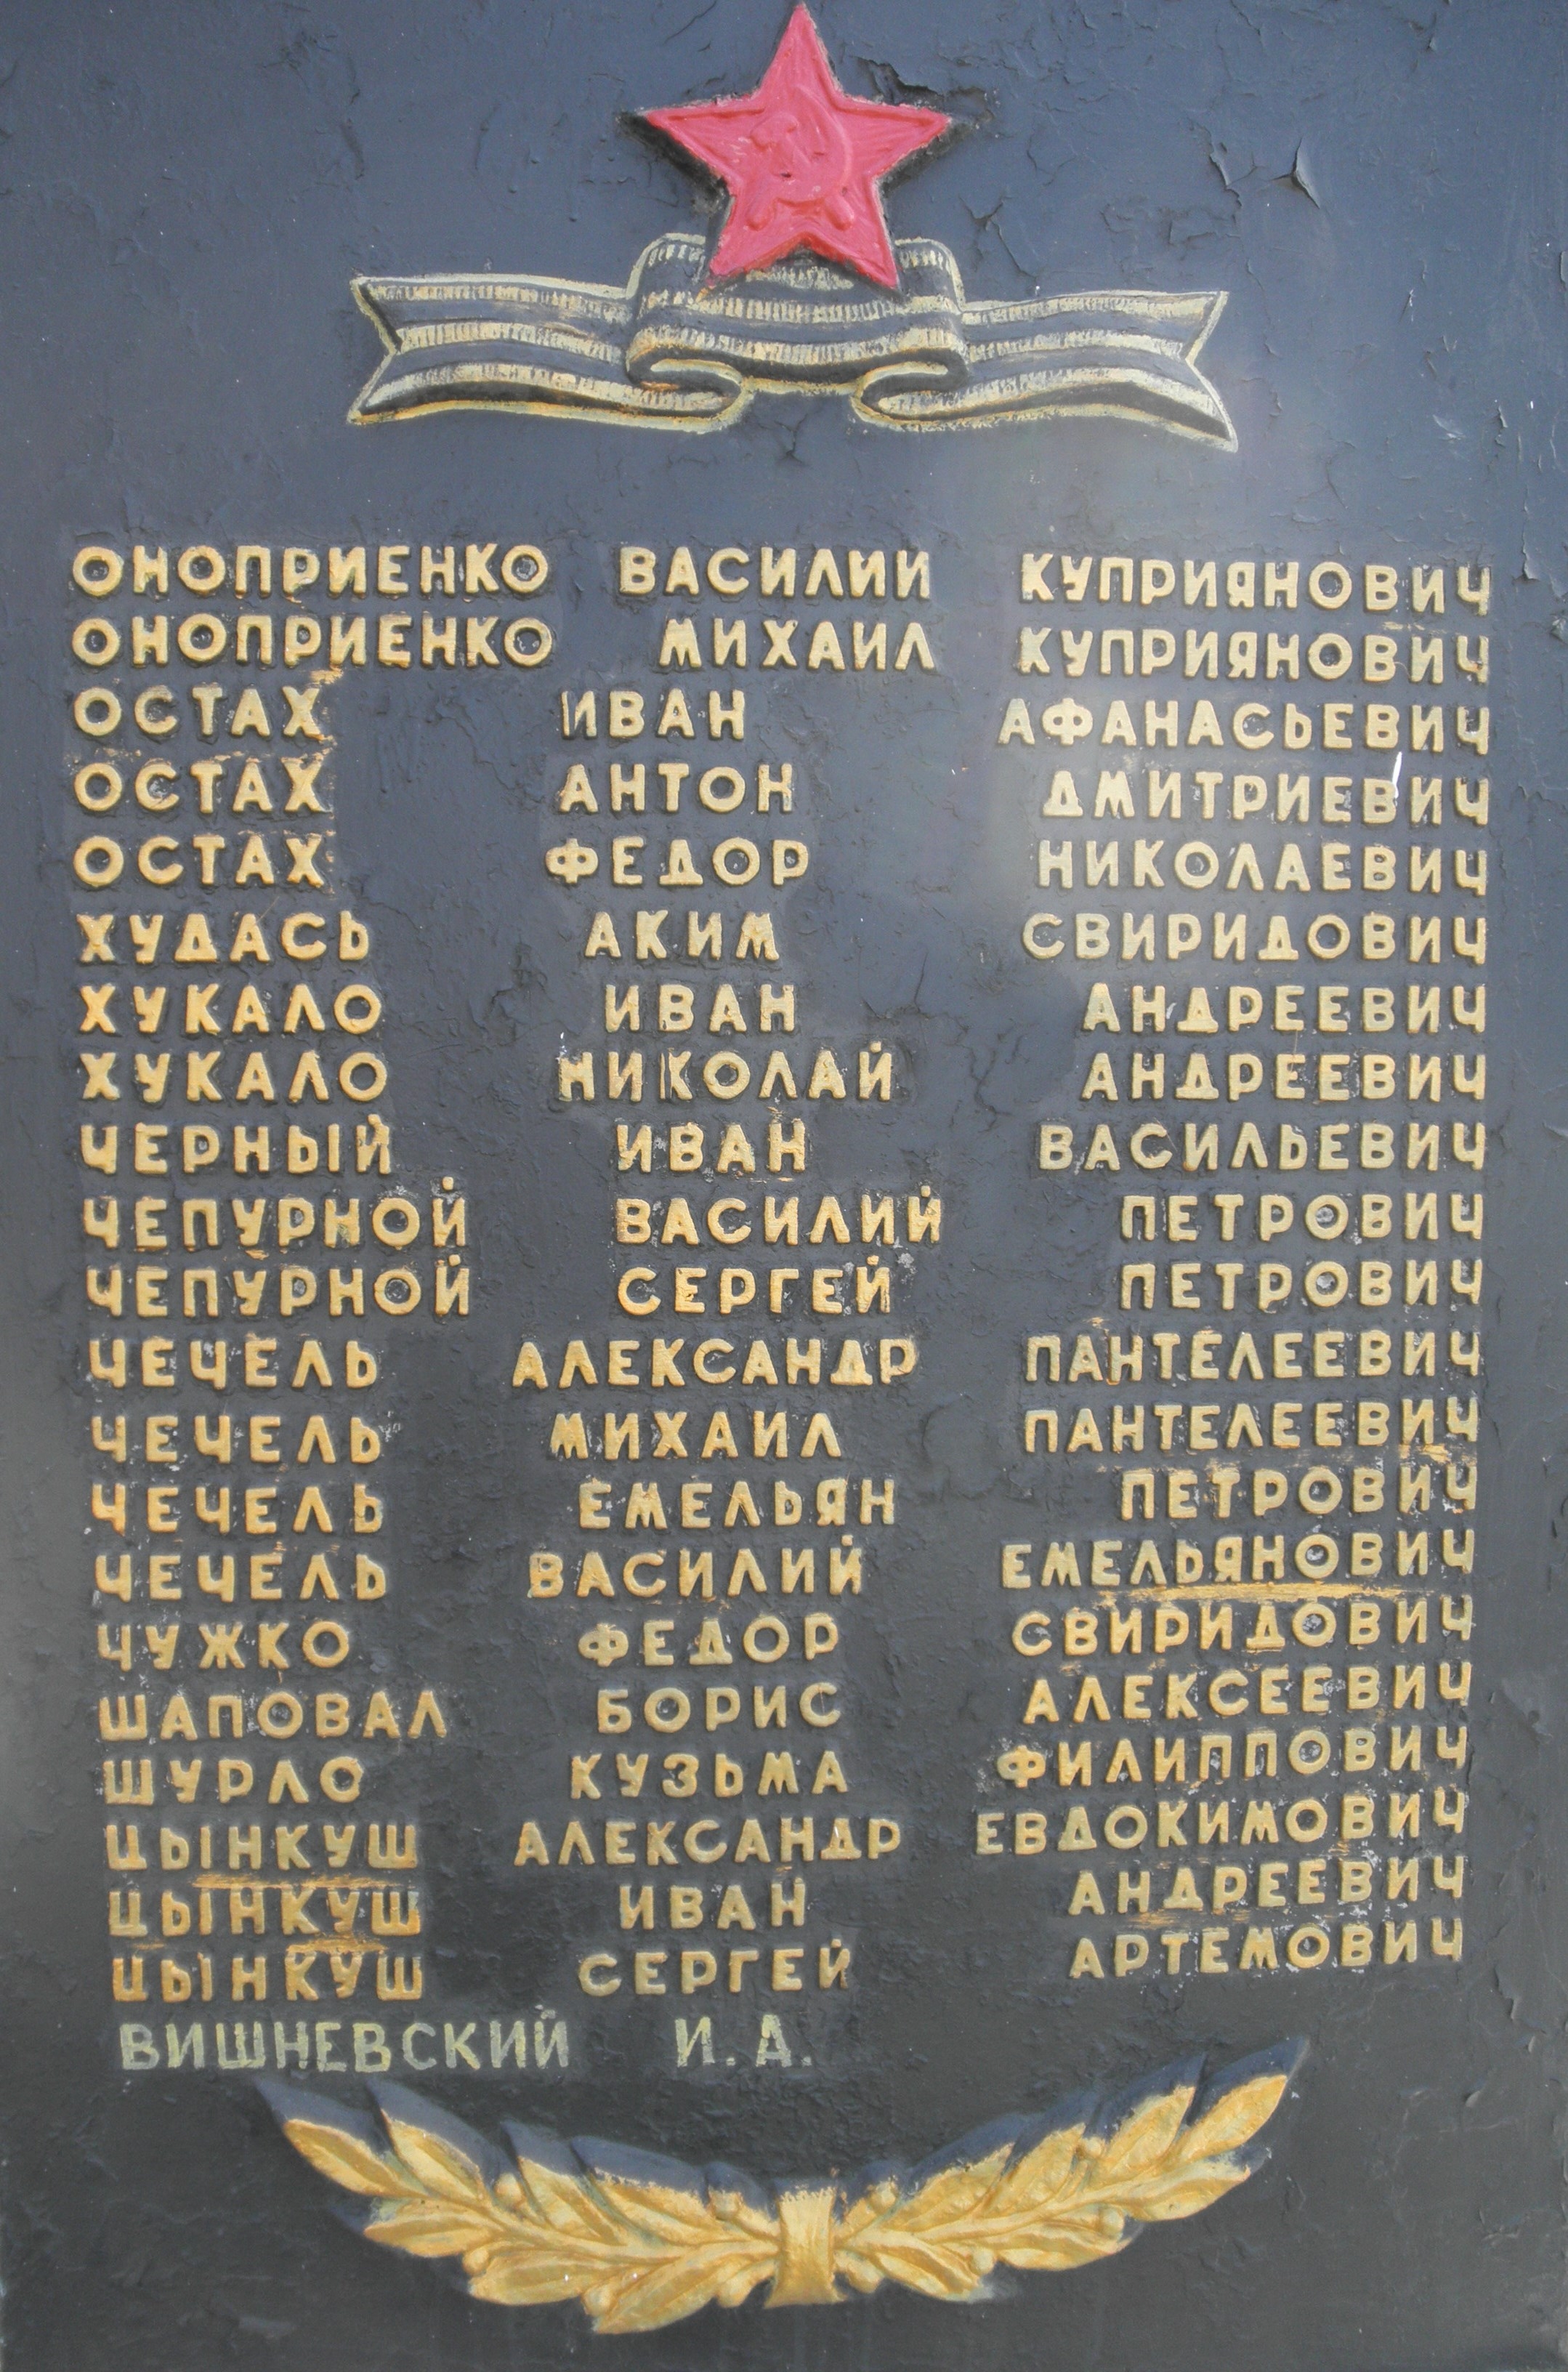 ОНОПРИЕНКО ВАСИЛИИ КУПРИЯНОВИЧ
ОНОПРИЕНКО МИХАИЛ КУПРИЯНОВИЧ
ОСТАХ ИВАН АФАНАСЬЕВИЧ
ОСТАХ АНТОН ДМИТРИЕВИЧ
ОСТАХ ФЕДОР НИКОЛАЕВИЧ
ХУДАСЬ АКИМ СВИРИДОВИЧ
ХУКАЛО ИВАН АНДРЕЕВИЧ
ХУКАЛО НИКОЛАЙ АНДРЕЕВИЧ
ЧЕРНЫЙ ИВАН ВАСИЛЬЕВИЧ
ЧЕПУРНОЙ ВАСИЛИЙ ПЕТРОВИЧ
ЧЕПУРНОЙ СЕРГЕЙ ПЕТРОВИЧ
ЧЕЧЕЛЬ АЛЕКСАНДР ПАНТЕЛЕЕВИЧ
ЧЕЧЕЛЬ МИХАИЛ ПАНТЕЛЕЕВИЧ
ЧЕЧЕЛЬ ЕМЕЛЬЯН ПЕТРОВИЧ
ЧЕЧЕЛЬ ВАСИЛИЙ ЕМЕЛЬЯНОВИЧ
ЧУЖКО ФЕДОР СВИРИДОВИЧ
ШАПОВАЛ БОРИС АЛЕКСЕЕВИЧ
ШУРЛО КУЗЬМА ФИЛИППОВИЧ
ЦЫНКУШ АЛЕКСАНДР ЕВДОКИМОВИЧ
ЦЫНКУШ ИВАН АНДРЕЕВИЧ
ЦЫНКУШ СЕРГЕЙ АРТЕМОВИЧ
ВИШНЕВСКИЙ И. Д.